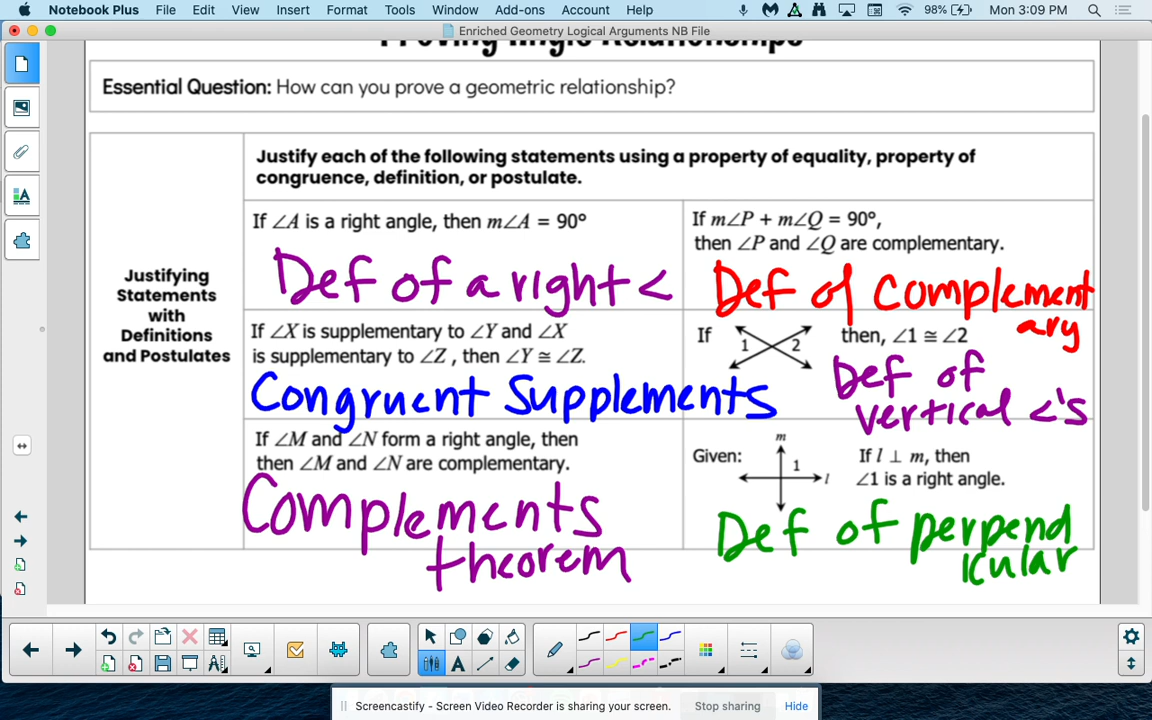 Notebook Plus File Edit View Insert Format Tools Window Add-ons Account Help 98% Mon 3:09 PM
Enriched Geometry Logical Arguments NB File
Proving Angle Relationships
Essential Question: How can you prove a geometric relationship?
Justifying
Statements
with
Definitions
and Postulates
Justify each of the following statements using a property of equality, property of
congruence, definition, or postulate.
If ∠A is a right angle, then m∠A = 90°
Def of a right <
If m∠P + m∠Q = 90°,
then ∠P and ∠Q are complementary.
Def of Complement
ary
If ∠X is supplementary to ∠Y and ∠X
is supplementary to ∠Z , then ∠Y ≅ ∠Z.
Congruent Supplements
If 1 2 then, ∠1 ≅ ∠2
Def of
vertical <'s
If ∠M and ∠N form a right angle, then
then ∠M and ∠N are complementary.
Complements
theorem
Given: m 1 l
If l ⊥ m, then
∠1 is a right angle.
Def of perpend
icular
Screencastify - Screen Video Recorder is sharing your screen. Stop sharing Hide